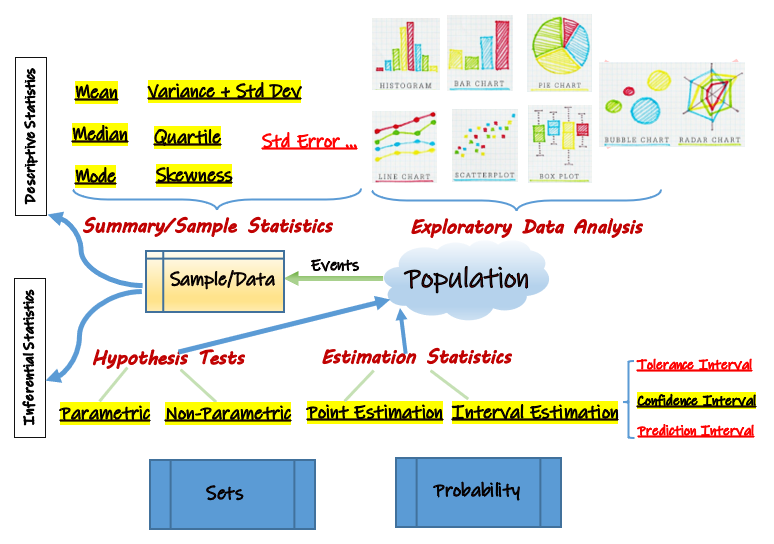 Descriptive Statistics
Mean
Variance + Std Dev
Median
Quartile
Std Error ...
Mode
Skewness
HISTOGRAM
BAR CHART
PIE CHART
BUBBLE CHART
RADAR CHART
LINE CHART
SCATTERPLOT
BOX PLOT
Summary/Sample Statistics
Exploratory Data Analysis
Sample/Data
Events
Population
Inferential Statistics
Hypothesis Tests
Estimation Statistics
Parametric
Non-Parametric
Point Estimation
Interval Estimation
Tolerance Interval
Confidence Interval
Prediction Interval
Sets
Probability